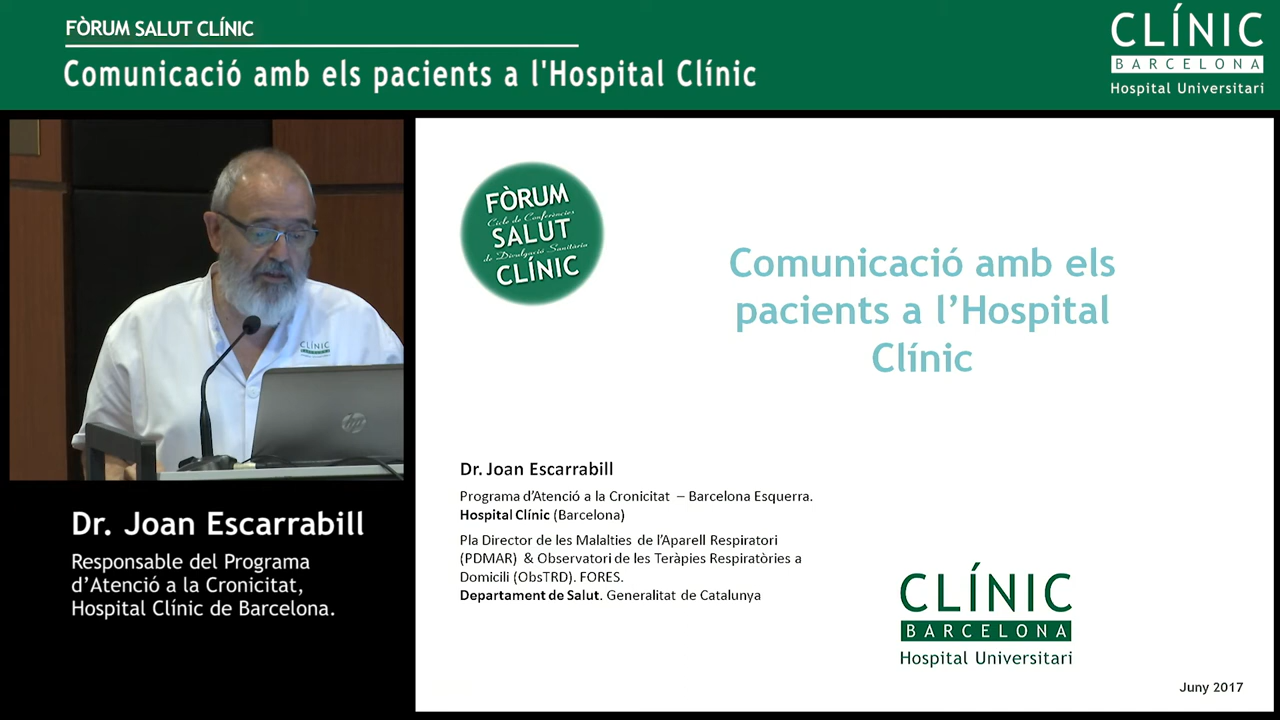 FÒRUM SALUT CLÍNIC
Comunicació amb els pacients a l'Hospital Clínic
CLÍNIC
BARCELONA
Hospital Universitari
CLÍNIC
hp
Dr. Joan Escarrabill
Responsable del Programa
d’Atenció a la Cronicitat,
Hospital Clínic de Barcelona.
FÒRUM
Cicle de Conferències
SALUT
de Divulgació Sanitària
CLÍNIC
Comunicació amb els
pacients a l’Hospital
Clínic
Dr. Joan Escarrabill
Programa d’Atenció a la Cronicitat – Barcelona Esquerra.
Hospital Clínic (Barcelona)
Pla Director de les Malalties de l’Aparell Respiratori
(PDMAR) & Observatori de les Teràpies Respiratòries a
Domicili (ObsTRD). FORES.
Departament de Salut. Generalitat de Catalunya
CLÍNIC
BARCELONA
Hospital Universitari
Juny 2017